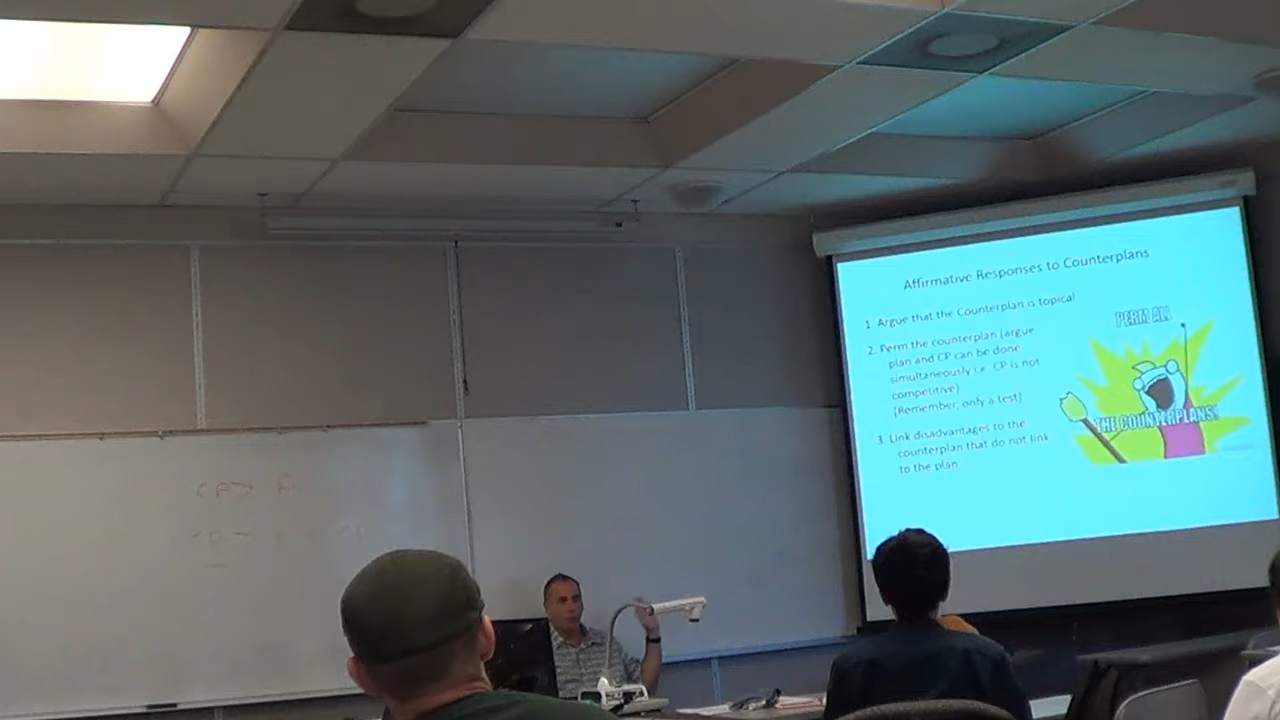 Affirmative Responses to Counterplans
1. Argue that the Counterplan is topical
2. Perm the counterplan (argue
plan and CP can be done
simultaneously i.e. CP is not
competitive)
[Remember, only a test]
3. Link disadvantages to the
counterplan that do not link
to the plan
PERM ALL
THE COUNTERPLANS!
CP>